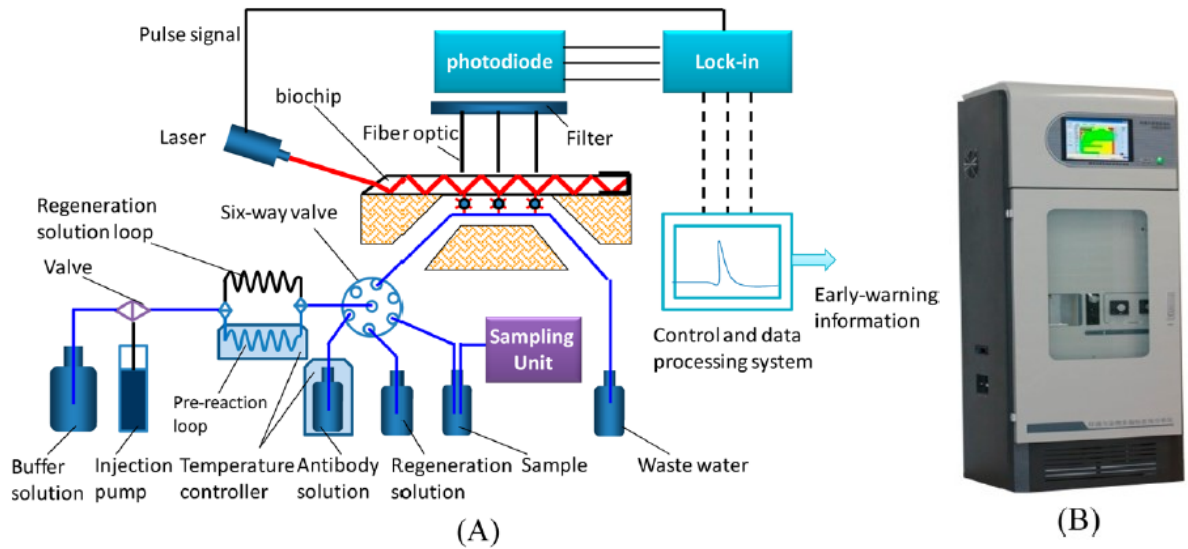 Pulse signal
photodiode
Lock-in
biochip
Laser
Fiber optic
Filter
Regeneration
solution loop
Six-way valve
Valve
Early-warning
information
Sampling
Unit
Control and data
processing system
Pre-reaction
loop
Buffer
solution
Injection
pump
Temperature
controller
Antibody
solution
Regeneration
solution
Sample
Waste water
(A)
(B)